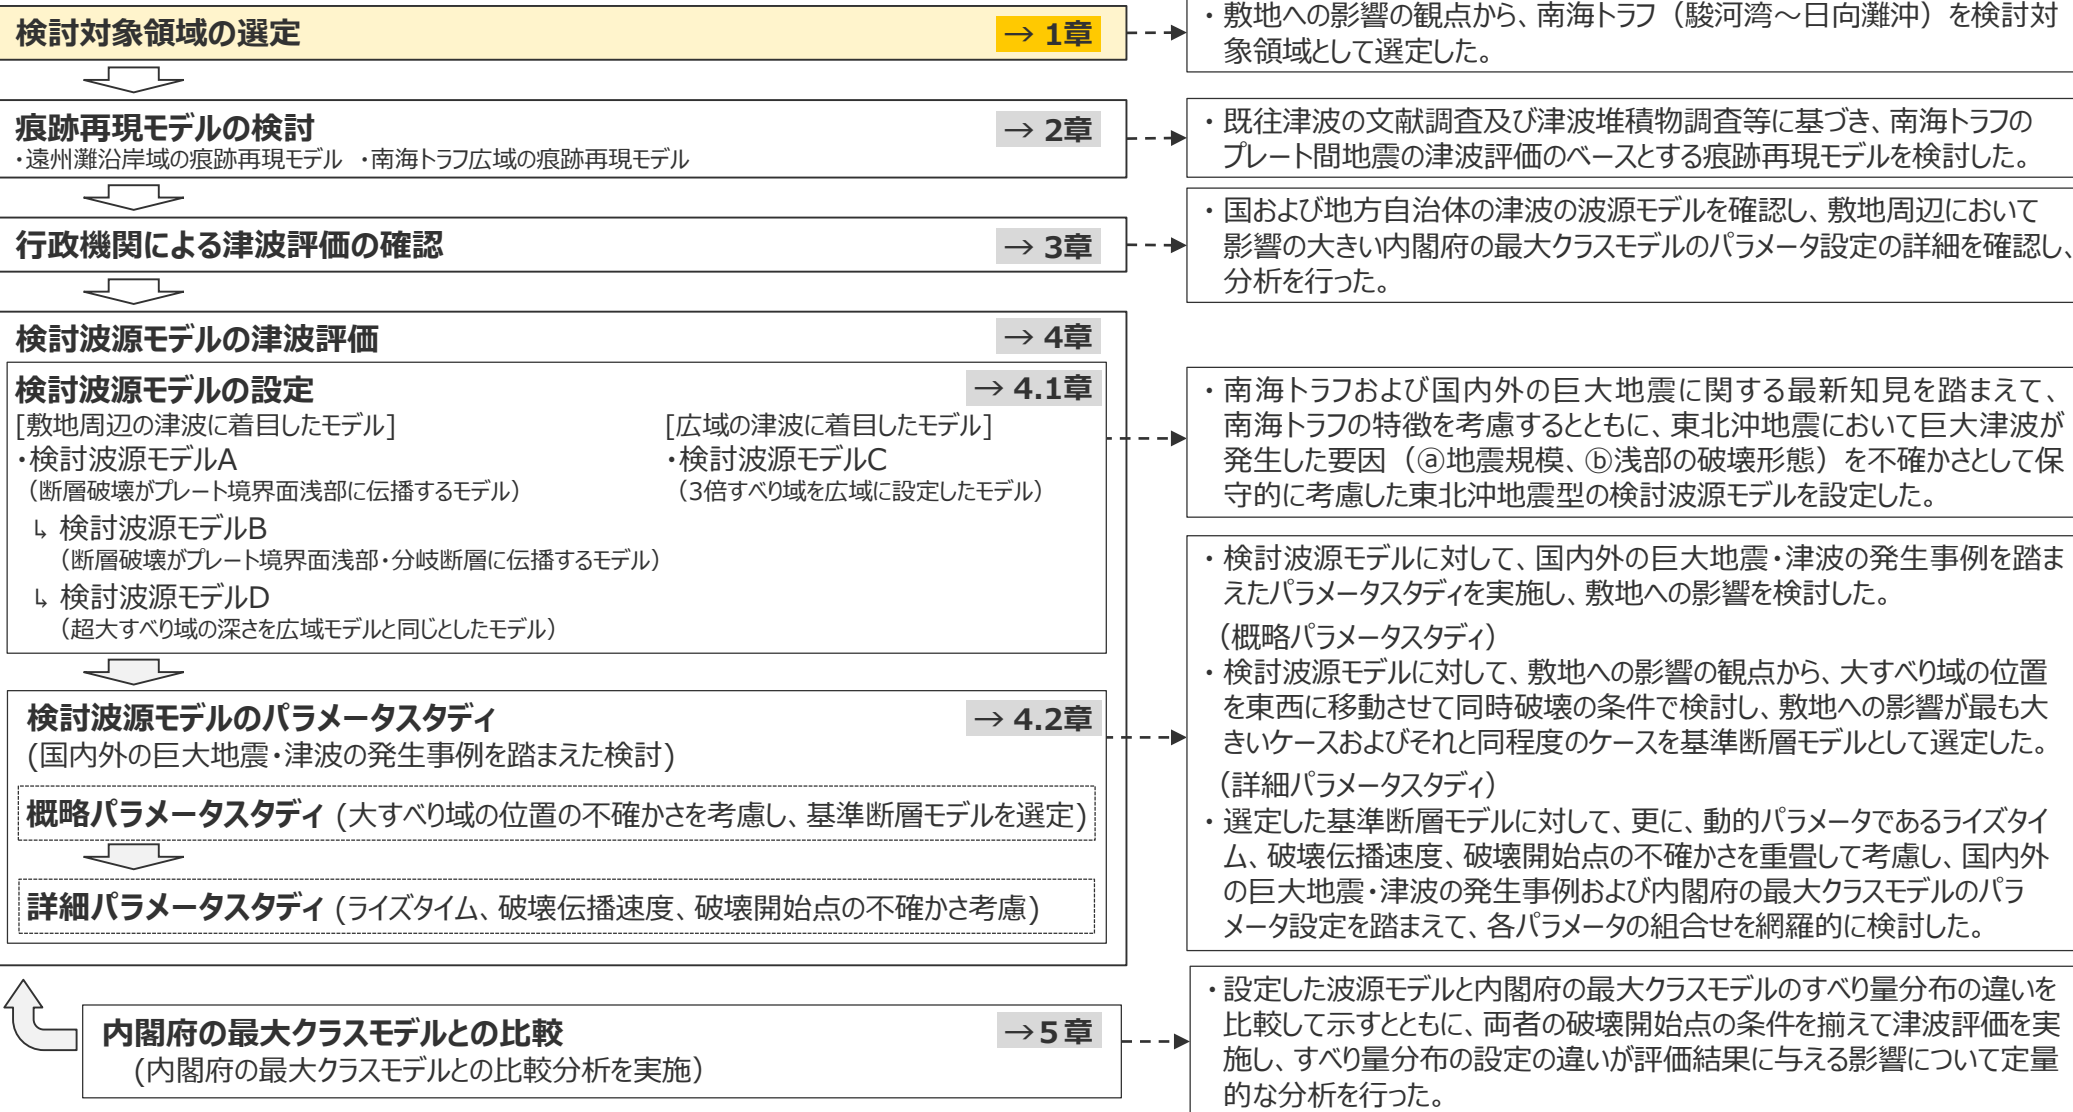 検討対象領域の選定
→ 1章
・敷地への影響の観点から、南海トラフ（駿河湾～日向灘沖）を検討対
象領域として選定した。
痕跡再現モデルの検討
→ 2章
・遠州灘沿岸域の痕跡再現モデル ・南海トラフ広域の痕跡再現モデル
・既往津波の文献調査及び津波堆積物調査等に基づき、南海トラフの
プレート間地震の津波評価のベースとする痕跡再現モデルを検討した。
行政機関による津波評価の確認
→ 3章
・国および地方自治体の津波の波源モデルを確認し、敷地周辺において
影響の大きい内閣府の最大クラスモデルのパラメータ設定の詳細を確認し、
分析を行った。
検討波源モデルの津波評価
→ 4章
検討波源モデルの設定
→ 4.1章
[敷地周辺の津波に着目したモデル]
・検討波源モデルA
（断層破壊がプレート境界面浅部に伝播するモデル）
↳ 検討波源モデルB
（断層破壊がプレート境界面浅部・分岐断層に伝播するモデル）
↳ 検討波源モデルD
（超大すべり域の深さを広域モデルと同じとしたモデル）
[広域の津波に着目したモデル]
・検討波源モデルC
（3倍すべり域を広域に設定したモデル）
・南海トラフおよび国内外の巨大地震に関する最新知見を踏まえて、
南海トラフの特徴を考慮するとともに、東北沖地震において巨大津波が
発生した要因（ⓐ地震規模、ⓑ浅部の破壊形態）を不確かさとして保
守的に考慮した東北沖地震型の検討波源モデルを設定した。
検討波源モデルのパラメータスタディ
→ 4.2章
(国内外の巨大地震・津波の発生事例を踏まえた検討)
概略パラメータスタディ (大すべり域の位置の不確かさを考慮し、基準断層モデルを選定)
詳細パラメータスタディ (ライズタイム、破壊伝播速度、破壊開始点の不確かさ考慮)
・検討波源モデルに対して、国内外の巨大地震・津波の発生事例を踏ま
えたパラメータスタディを実施し、敷地への影響を検討した。
（概略パラメータスタディ）
・検討波源モデルに対して、敷地への影響の観点から、大すべり域の位置
を東西に移動させて同時破壊の条件で検討し、敷地への影響が最も大
きいケースおよびそれと同程度のケースを基準断層モデルとして選定した。
（詳細パラメータスタディ）
・選定した基準断層モデルに対して、更に、動的パラメータであるライズタイ
ム、破壊伝播速度、破壊開始点の不確かさを重畳して考慮し、国内外
の巨大地震・津波の発生事例および内閣府の最大クラスモデルのパラ
メータ設定を踏まえて、各パラメータの組合せを網羅的に検討した。
内閣府の最大クラスモデルとの比較
→5章
(内閣府の最大クラスモデルとの比較分析を実施)
・設定した波源モデルと内閣府の最大クラスモデルのすべり量分布の違いを
比較して示すとともに、両者の破壊開始点の条件を揃えて津波評価を実
施し、すべり量分布の設定の違いが評価結果に与える影響について定量
的な分析を行った。